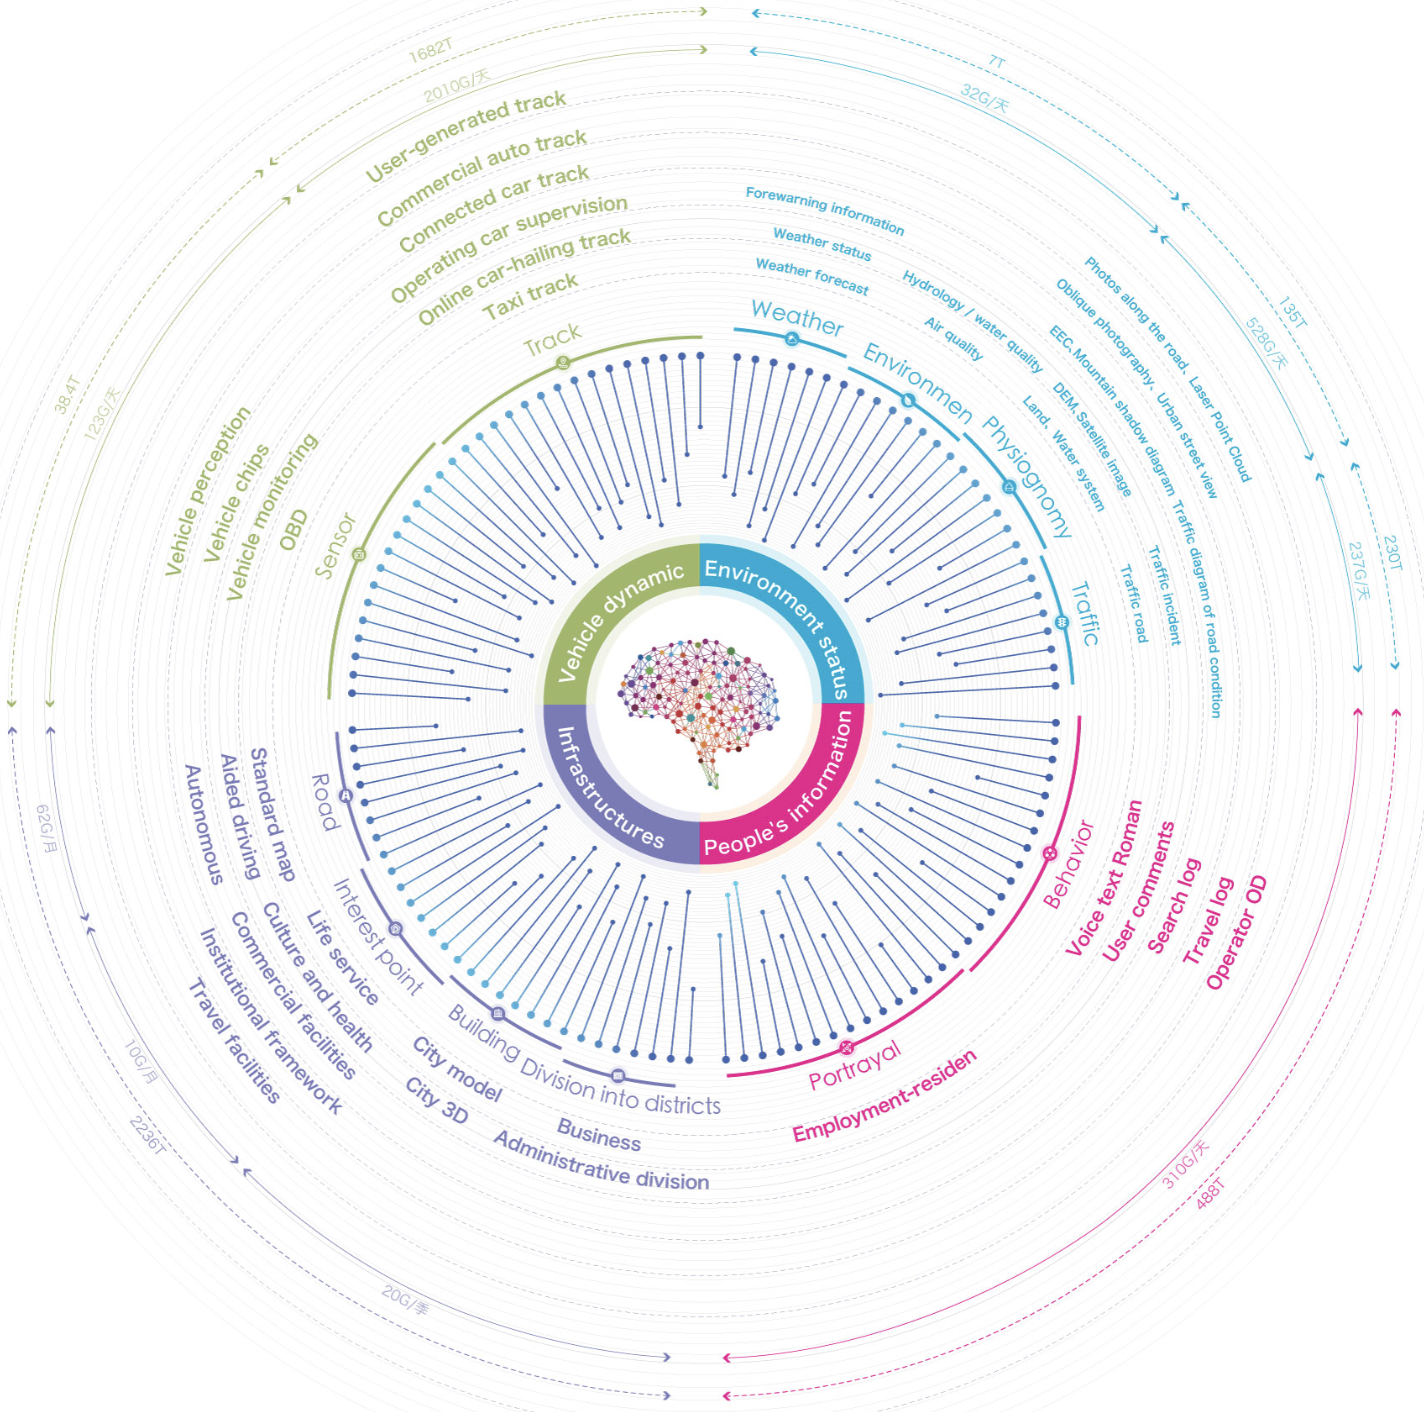 Vehicle dynamic
Environment status
People's information
Infrastructures
1682T
2010G/天
User-generated track
Commercial auto track
Connected car track
Operating car supervision
Online car-hailing track
Taxi track
Track
38.4T
123G/天
Vehicle perception
Vehicle chips
Vehicle monitoring
OBD
Sensor
7T
32G/天
Forewarning information
Weather status
Weather forecast
Weather
Hydrology / water quality
Air quality
Environmen
135T
528G/天
Photos along the road、Laser Point Cloud
Oblique photography、Urban street view
EEC,Mountain shadow diagram
DEM,Satellite image
Land、Water system
Physiognomy
230T
237G/天
Traffic diagram of road condition
Traffic incident
Traffic road
Traffic
Behavior
Voice text Roman
User comments
Search log
Travel log
Operator OD
Portrayal
Employment-residen
310G/天
488T
Road
Standard map
Aided driving
Autonomous
62G/月
Interest point
Life service
Culture and health
Commercial facilities
Institutional framework
Travel facilities
10G/月
2236T
Building
City model
City 3D
Division into districts
Business
Administrative division
20G/季